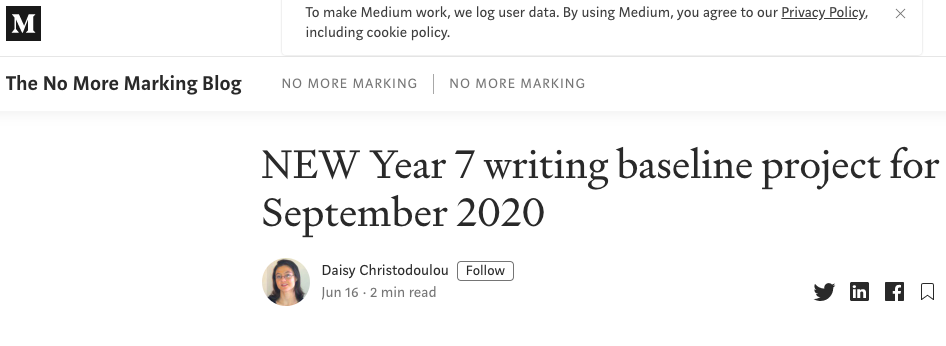 M
To make Medium work, we log user data. By using Medium, you agree to our Privacy Policy,
including cookie policy.
The No More Marking Blog
NO MORE MARKING
NO MORE MARKING
NEW Year 7 writing baseline project for
September 2020
Daisy Christodoulou Follow
Jun 16 · 2 min read